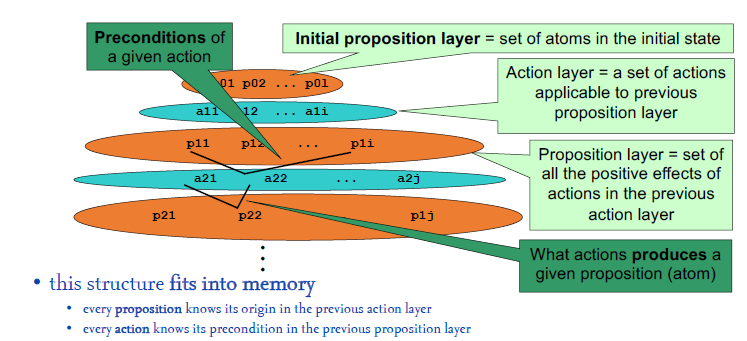 Preconditions of
a given action
Initial proposition layer = set of atoms in the initial state
01 p02 ... p0l
Action layer = a set of actions
applicable to previous
proposition layer
a11 12 ... a1i
p11 p12 ... p1i
Proposition layer = set of
all the positive effects of
actions in the previous
action layer
a21 a22 ... a2j
p21 p22 p1j
What actions produces a
given proposition (atom)
• this structure fits into memory
• every proposition knows its origin in the previous action layer
• every action knows its precondition in the previous proposition layer